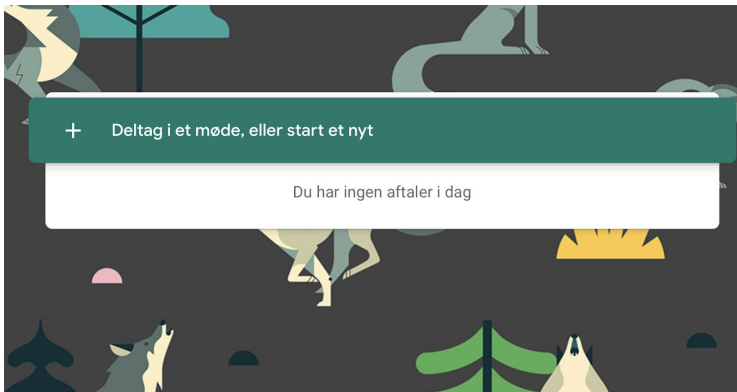 Deltag i et møde, eller start et nyt
Du har ingen aftaler i dag